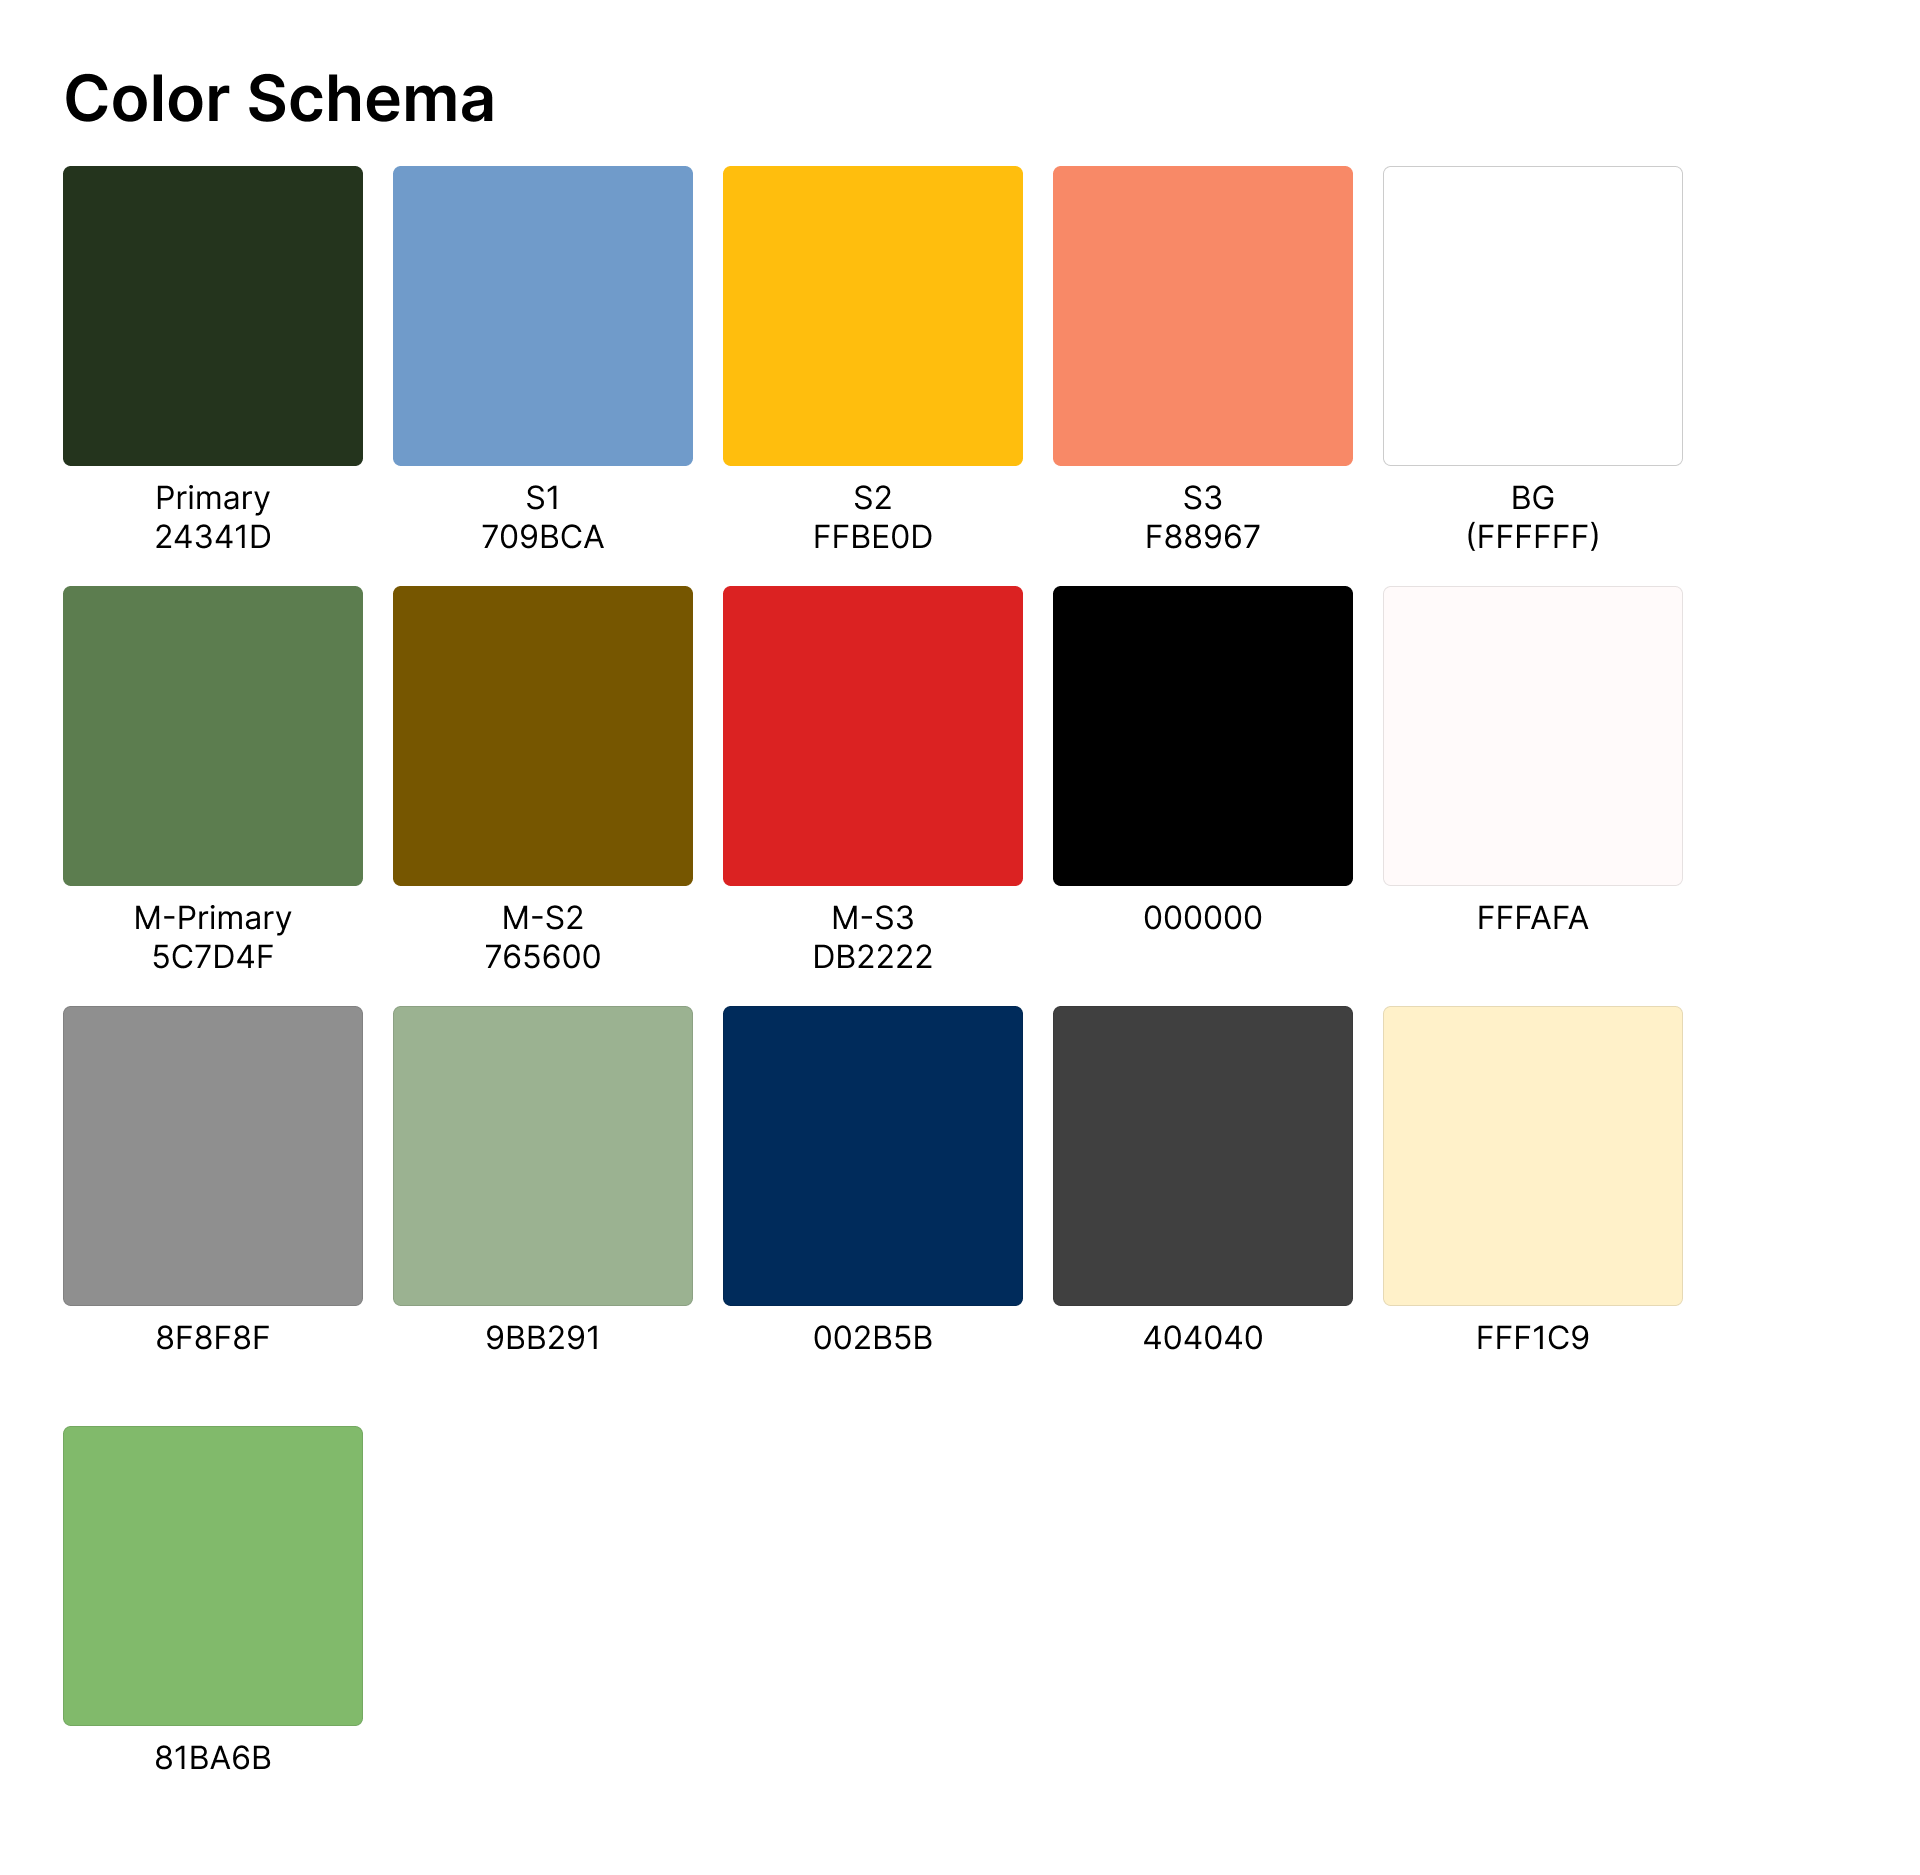 Color Schema
Primary
24341D
S1
709BCA
S2
FFBE0D
S3
F88967
BG
(FFFFFF)
M-Primary
5C7D4F
M-S2
765600
M-S3
DB2222
000000
FFFAFA
8F8F8F
9BB291
002B5B
404040
FFF1C9
81BA6B